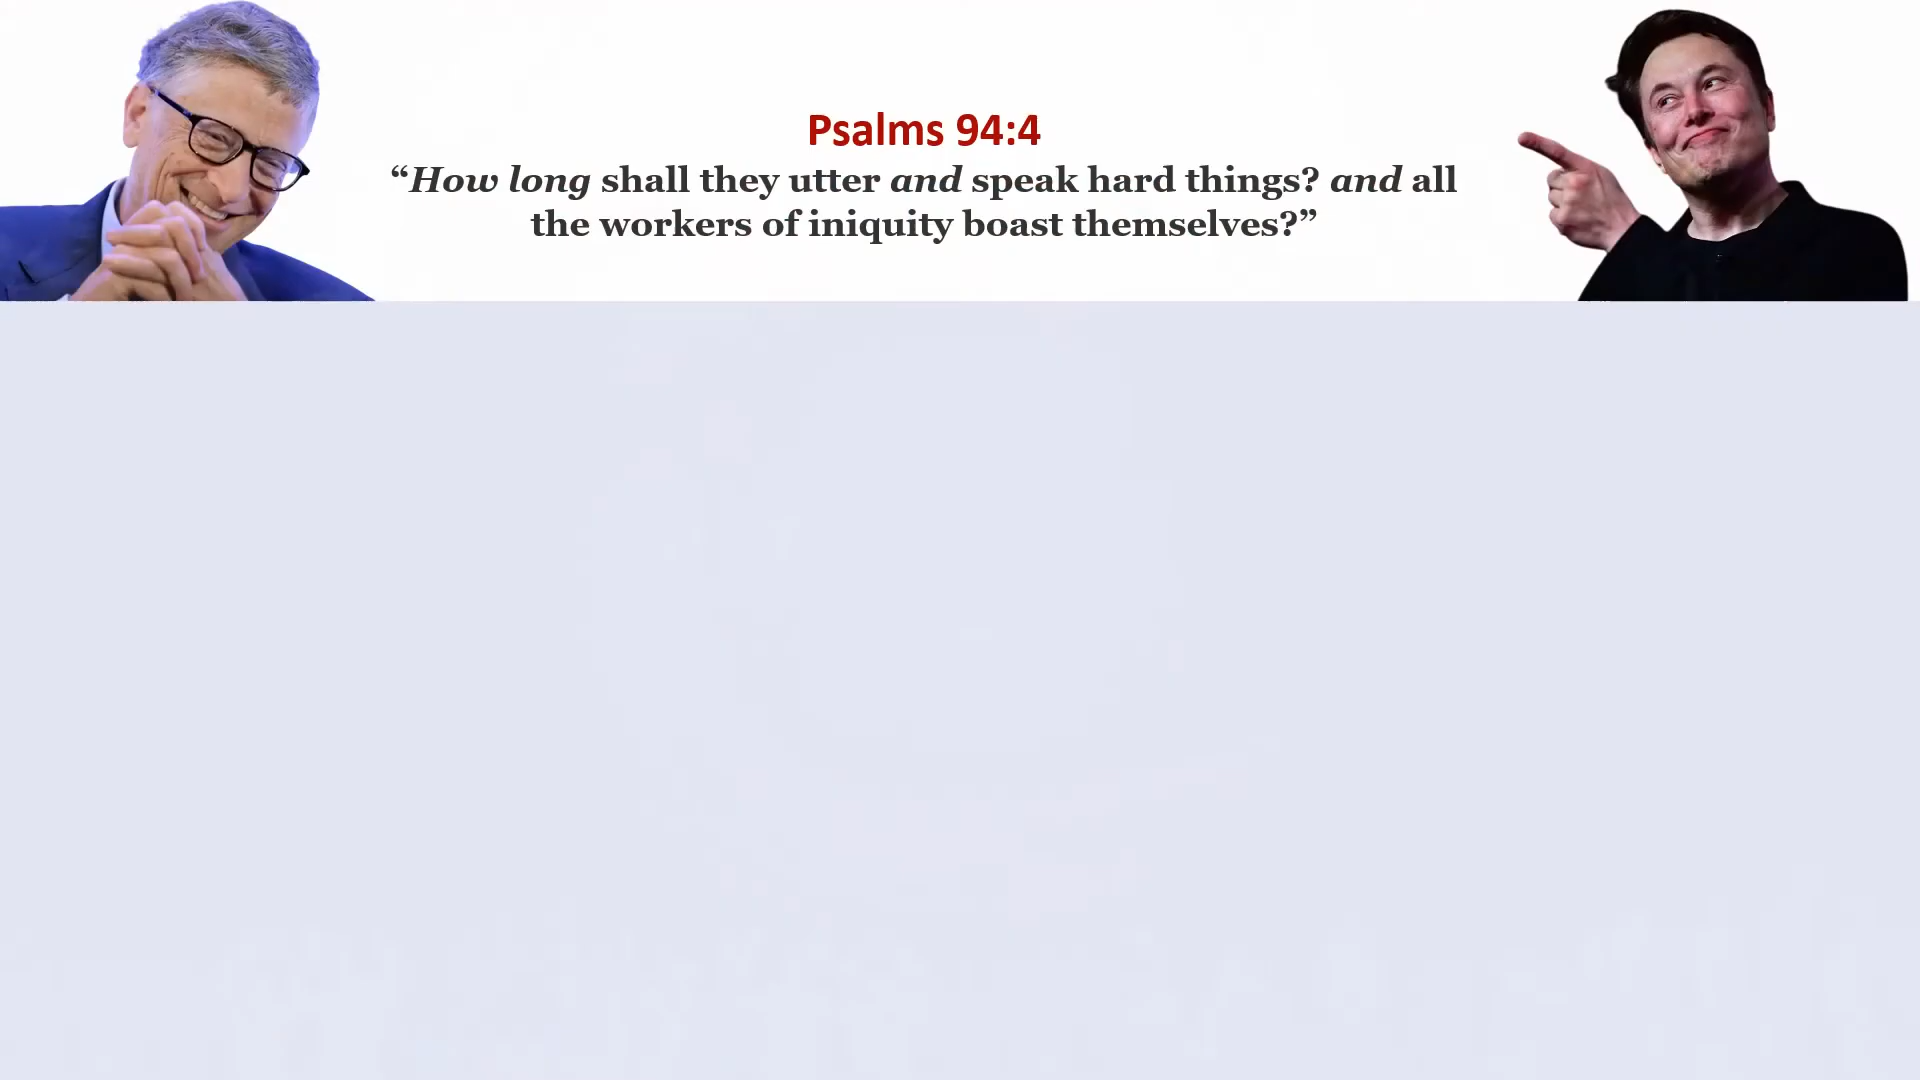 Psalms 94:4
“How long shall they utter and speak hard things? and all
the workers of iniquity boast themselves?”